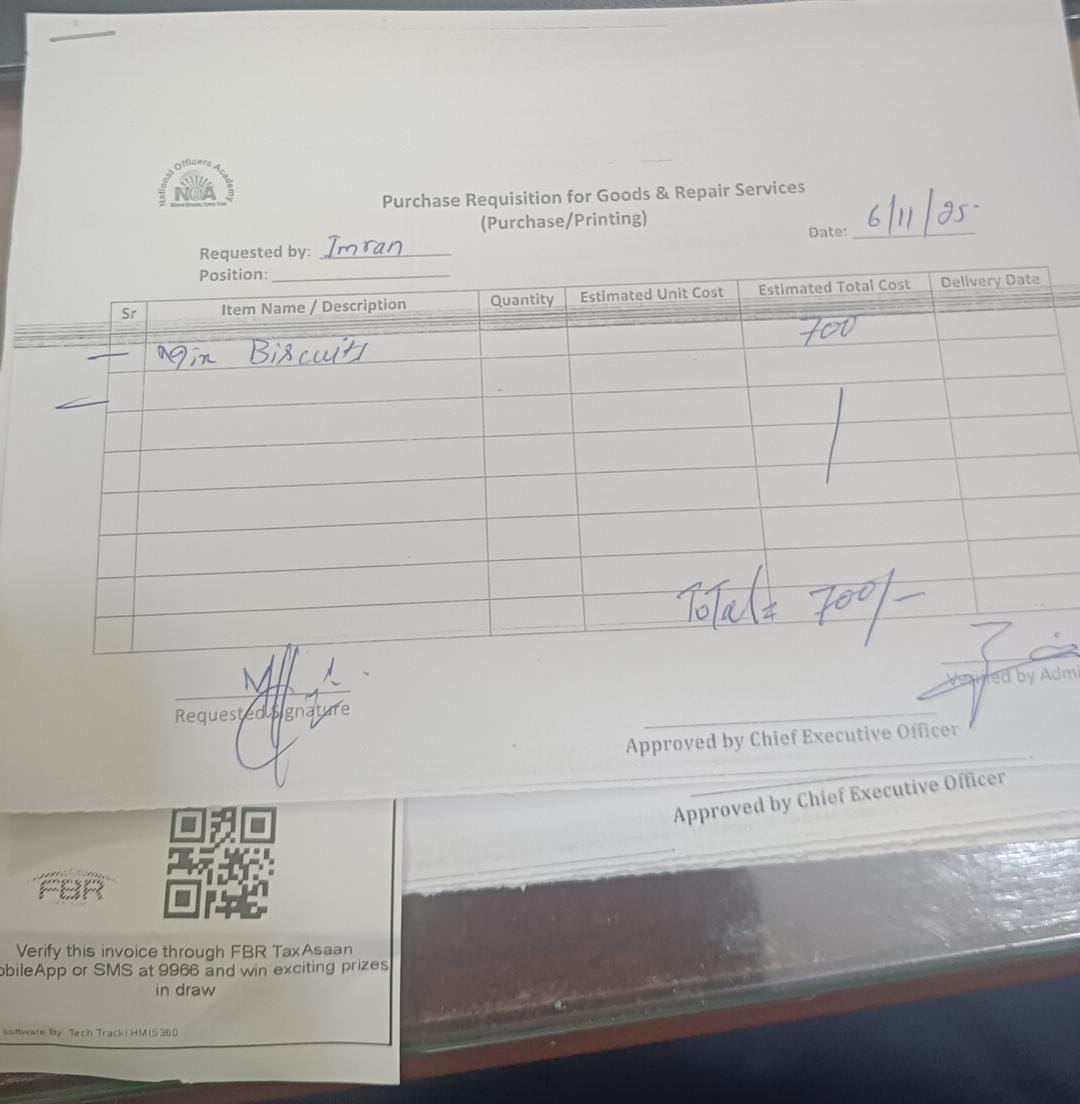 National Officers Academy
NOA
Purchase Requisition for Goods & Repair Services
(Purchase/Printing)
Date: 6/11/25
Requested by: Imran
Position:
Sr Item Name / Description Quantity Estimated Unit Cost Estimated Total Cost Delivery Date
Biscuits 700
Total= 700/-
Requested Signature
Verified by Admi
Approved by Chief Executive Officer
Approved by Chief Executive Officer
FBR
Verify this invoice through FBR TaxAsaan
obileApp or SMS at 9966 and win exciting prizes
in draw
software By: Tech Track! HMIS360